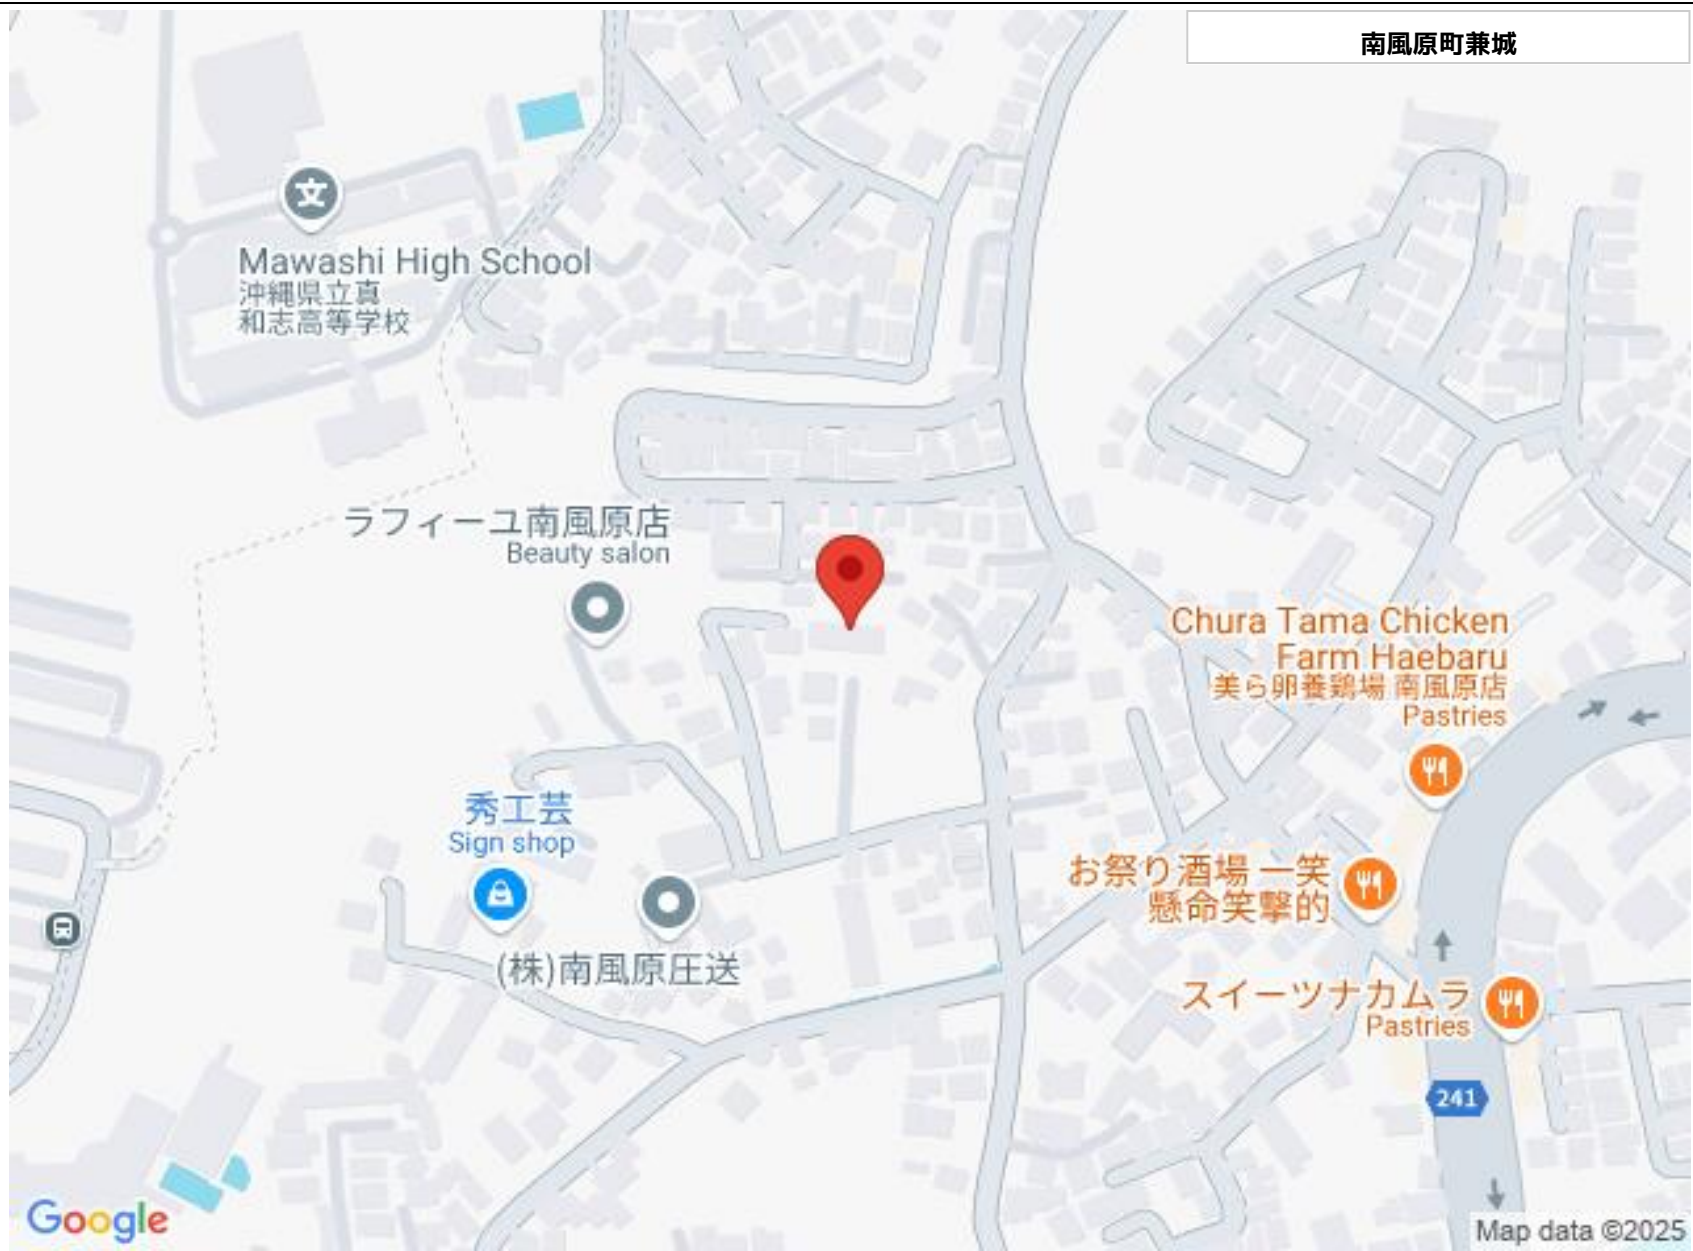 南風原町兼城
文
Mawashi High School
沖縄県立真
和志高等学校
ラフィーユ南風原店
Beauty salon
Chura Tama Chicken
Farm Haebaru
美ら卵養鶏場 南風原店
Pastries
秀工芸
Sign shop
お祭り酒場 一笑
懸命笑撃的
(株)南風原圧送
スイーツナカムラ
Pastries
241
Google
Map data ©2025